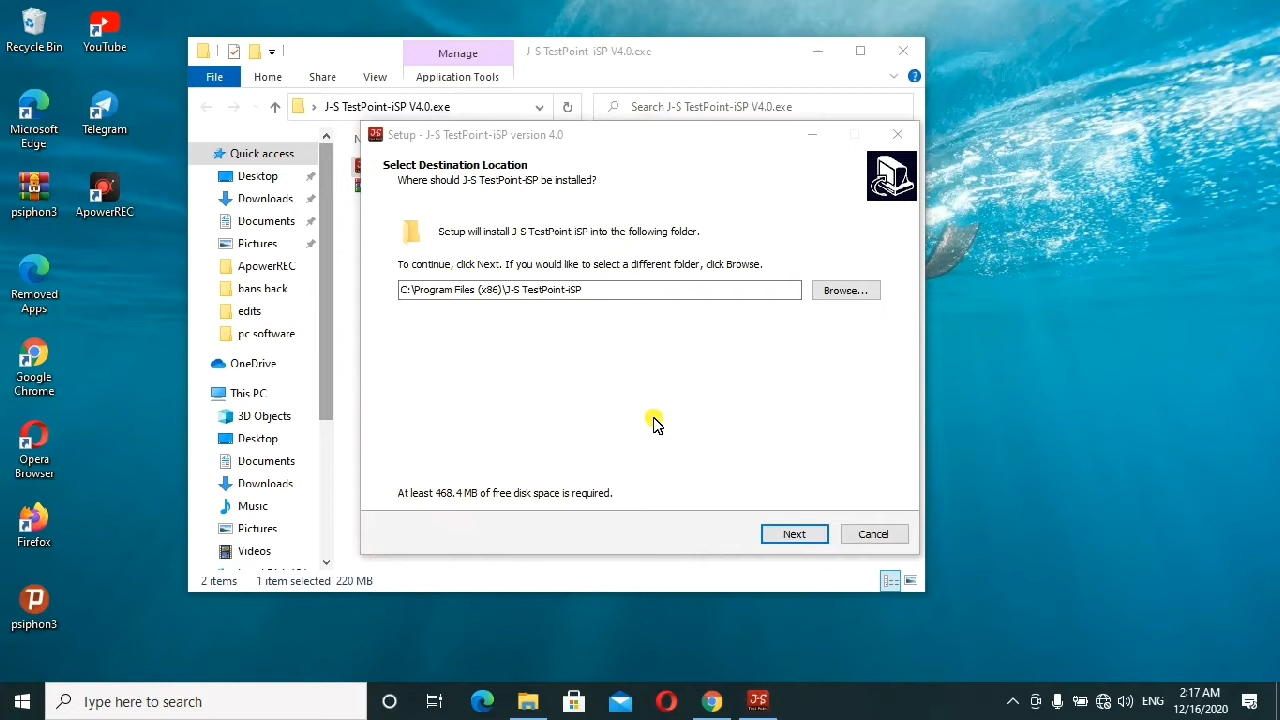 Recycle Bin
YouTube
Microsoft
Edge
Telegram
psiphon3
ApowerREC
Removed
Apps
Google
Chrome
Opera
Browser
Firefox
psiphon3
Manage
J-S TestPoint-iSP V4.0.exe
File
Home
Share
View
Application Tools
J-S TestPoint-iSP V4.0.exe
Search J-S TestPoint-iSP V4.0.exe
Quick access
Desktop
Downloads
Documents
Pictures
ApowerREC
bans back
edits
pc software
OneDrive
This PC
3D Objects
Desktop
Documents
Downloads
Music
Pictures
Videos
2 items
1 item selected 220 MB
Setup - J-S TestPoint-iSP version 4.0
Select Destination Location
Where should J-S TestPoint-iSP be installed?
Setup will install J-S TestPoint-iSP into the following folder.
To continue, click Next. If you would like to select a different folder, click Browse.
C:\Program Files (x86)\J-S TestPoint-iSP
Browse...
At least 468.4 MB of free disk space is required.
Next
Cancel
Type here to search
ENG
2:17 AM
12/16/2020